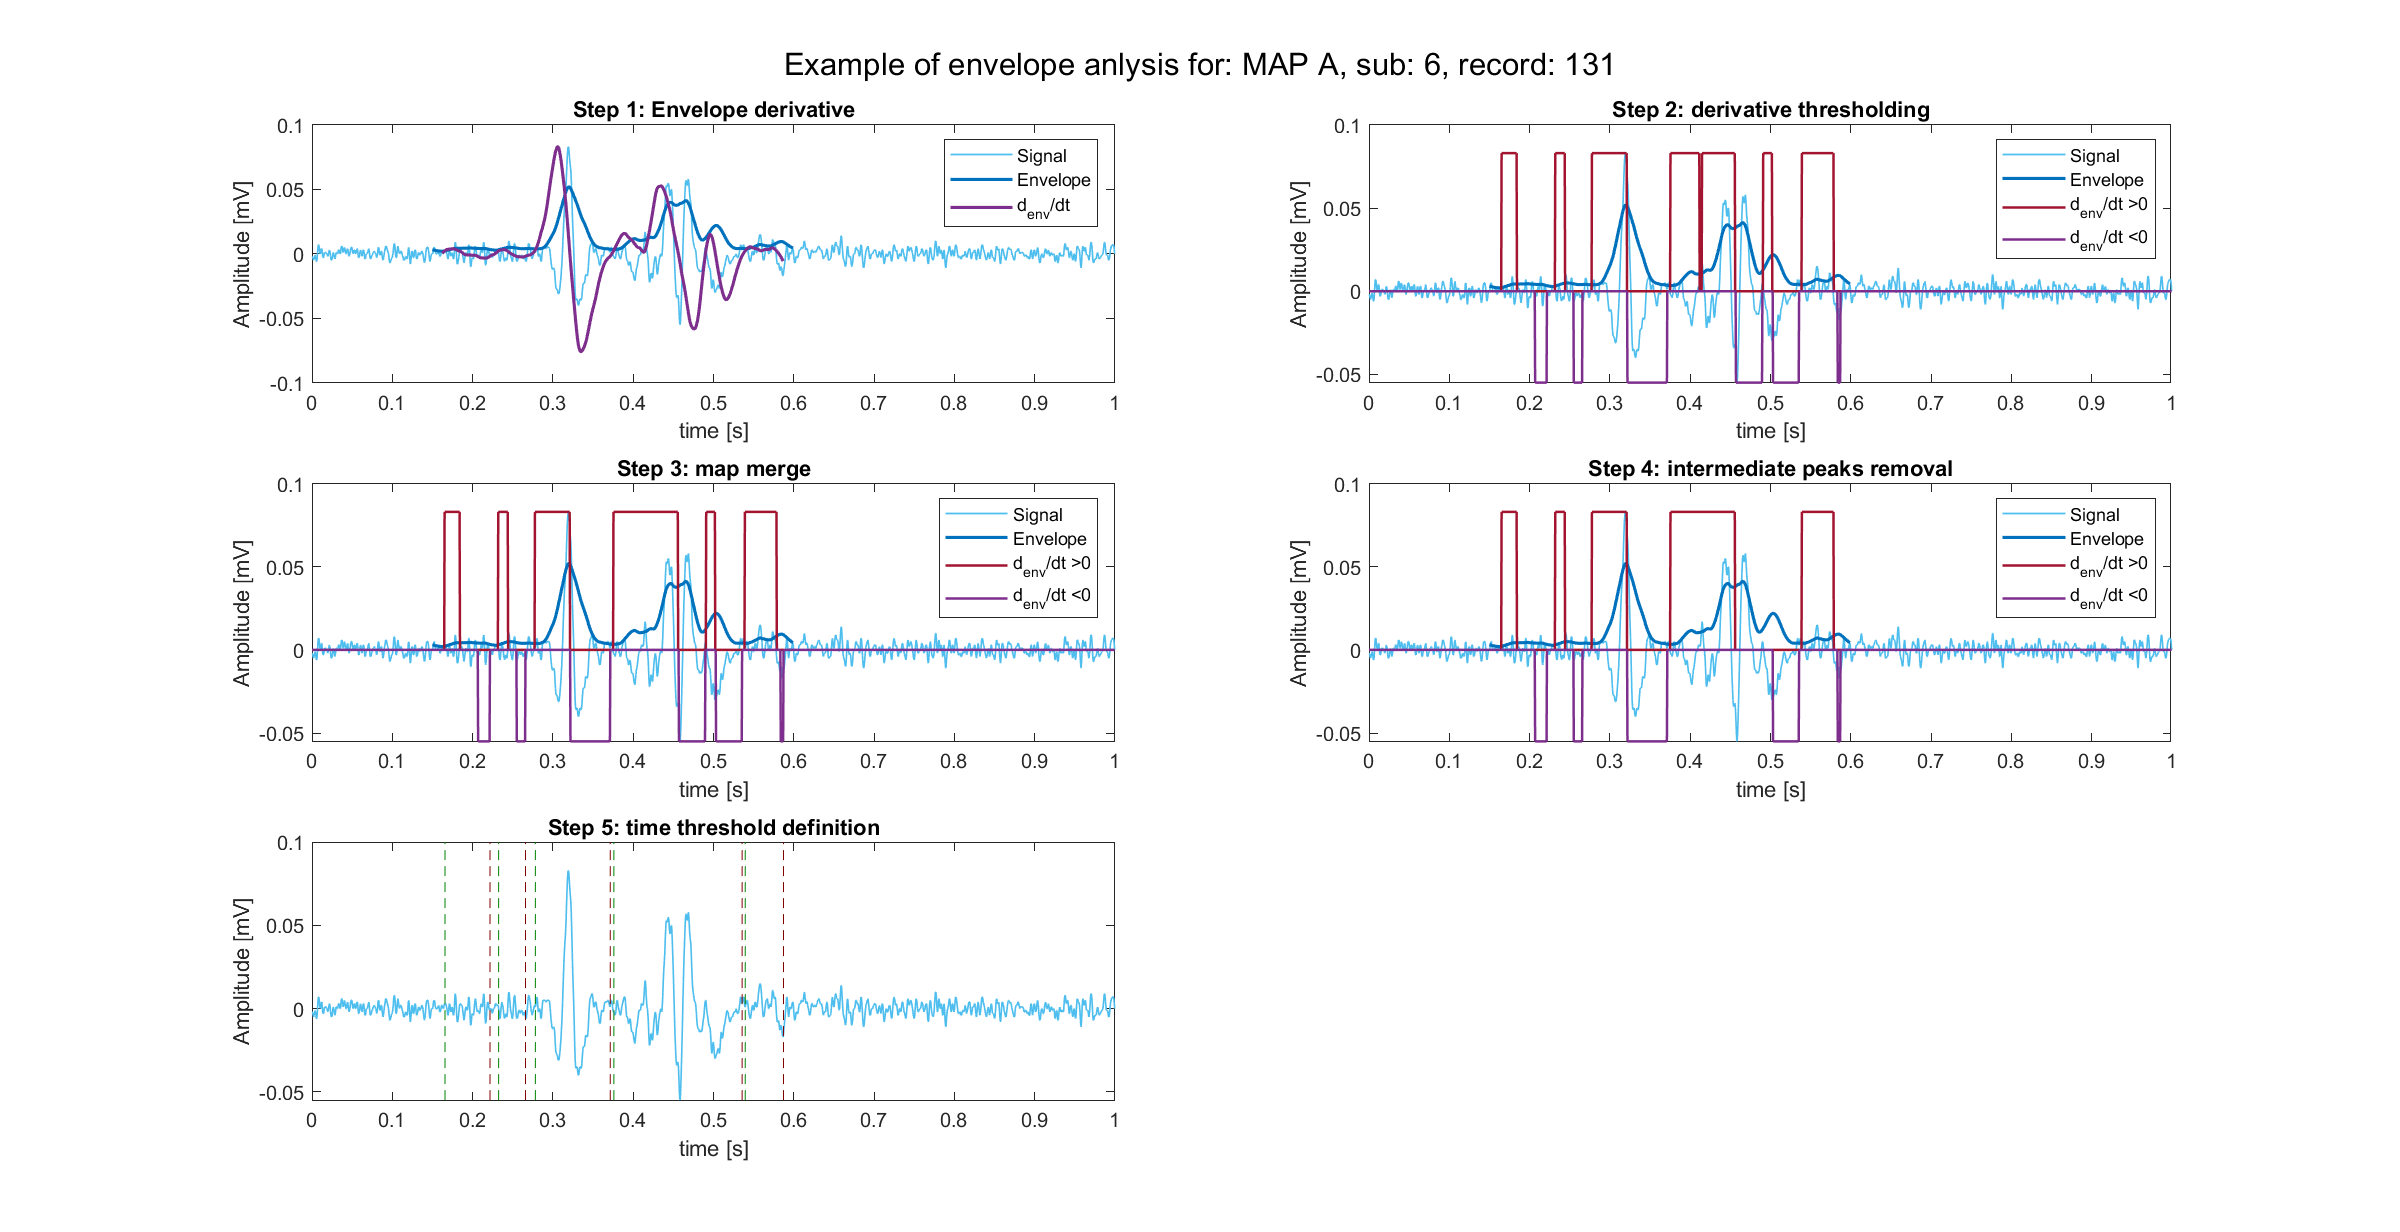 Example of envelope anlysis for: MAP A, sub: 6, record: 131
Step 1: Envelope derivative
Amplitude [mV]
0.1
0.05
0
-0.05
-0.1
Signal
Envelope
d_env/dt
0 0.1 0.2 0.3 0.4 0.5 0.6 0.7 0.8 0.9 1
time [s]
Step 2: derivative thresholding
Amplitude [mV]
0.1
0.05
0
-0.05
Signal
Envelope
d_env/dt >0
d_env/dt <0
0 0.1 0.2 0.3 0.4 0.5 0.6 0.7 0.8 0.9 1
time [s]
Step 3: map merge
Amplitude [mV]
0.1
0.05
0
-0.05
Signal
Envelope
d_env/dt >0
d_env/dt <0
0 0.1 0.2 0.3 0.4 0.5 0.6 0.7 0.8 0.9 1
time [s]
Step 4: intermediate peaks removal
Amplitude [mV]
0.1
0.05
0
-0.05
Signal
Envelope
d_env/dt >0
d_env/dt <0
0 0.1 0.2 0.3 0.4 0.5 0.6 0.7 0.8 0.9 1
time [s]
Step 5: time threshold definition
Amplitude [mV]
0.1
0.05
0
-0.05
0 0.1 0.2 0.3 0.4 0.5 0.6 0.7 0.8 0.9 1
time [s]